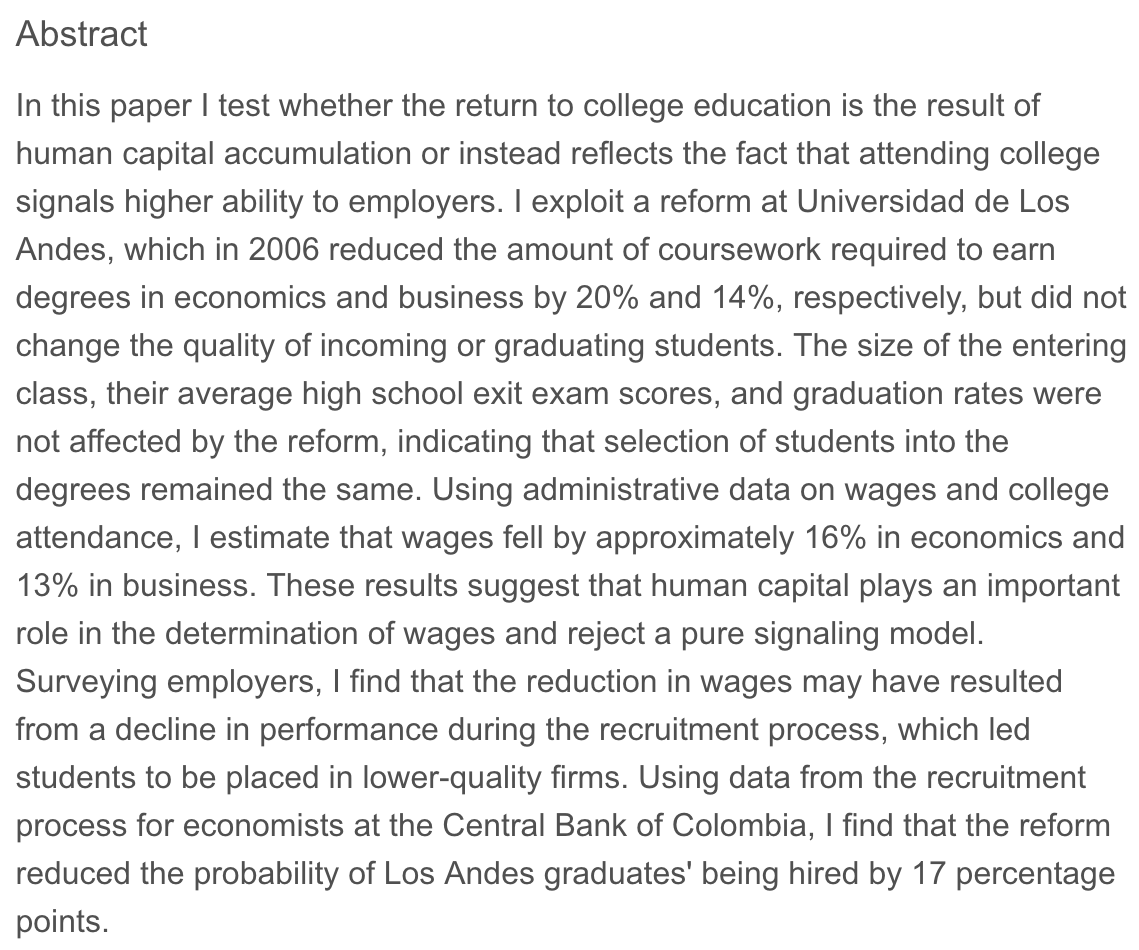 Abstract
In this paper I test whether the return to college education is the result of
human capital accumulation or instead reflects the fact that attending college
signals higher ability to employers. I exploit a reform at Universidad de Los
Andes, which in 2006 reduced the amount of coursework required to earn
degrees in economics and business by 20% and 14%, respectively, but did not
change the quality of incoming or graduating students. The size of the entering
class, their average high school exit exam scores, and graduation rates were
not affected by the reform, indicating that selection of students into the
degrees remained the same. Using administrative data on wages and college
attendance, I estimate that wages fell by approximately 16% in economics and
13% in business. These results suggest that human capital plays an important
role in the determination of wages and reject a pure signaling model.
Surveying employers, I find that the reduction in wages may have resulted
from a decline in performance during the recruitment process, which led
students to be placed in lower-quality firms. Using data from the recruitment
process for economists at the Central Bank of Colombia, I find that the reform
reduced the probability of Los Andes graduates' being hired by 17 percentage
points.